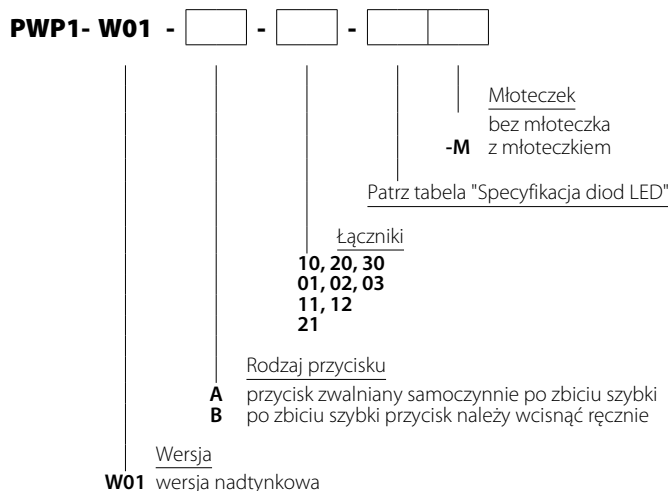 PWP1- W01 - - -
Młoteczek
bez młoteczka
-M z młoteczkiem
Patrz tabela "Specyfikacja diod LED"
Łączniki
10, 20, 30
01, 02, 03
11, 12
21
Rodzaj przycisku
A przycisk zwalniany samoczynnie po zbiciu szybki
B po zbiciu szybki przycisk należy wcisnąć ręcznie
Wersja
W01 wersja nadtynkowa